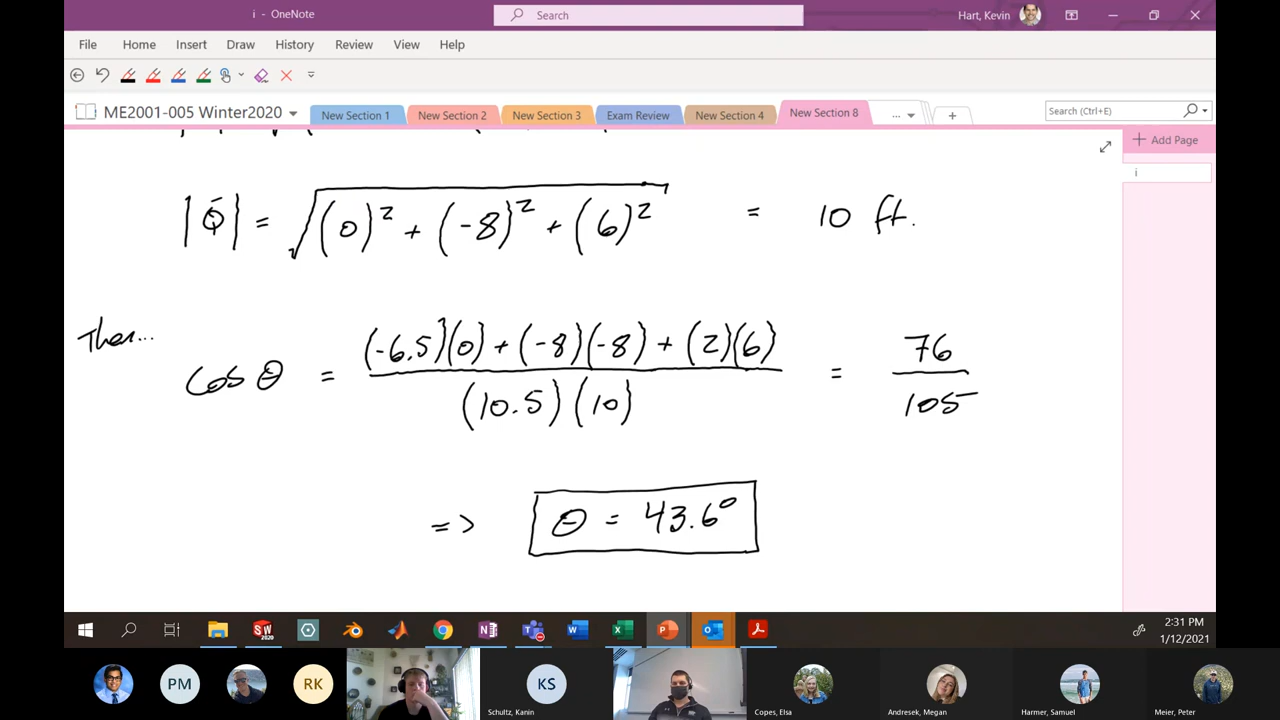 i - OneNote
Search
Hart, Kevin
File Home Insert Draw History Review View Help
ME2001-005 Winter2020
New Section 1
New Section 2
New Section 3
Exam Review
New Section 4
New Section 8
...
Search (Ctrl+E)
Add Page
i
|Q̄| = √(0)² + (-8)² + (6)² = 10 ft.
Then...
cos θ = (-6.5)(0) + (-8)(-8) + (2)(6) = 76
(10.5)(10) 105
=> θ = 43.6°
SW 2020
2:31 PM
1/12/2021
PM
RK
KS
Schultz, Kanin
Copes, Elsa
Andresek, Megan
Harmer, Samuel
Meier, Peter